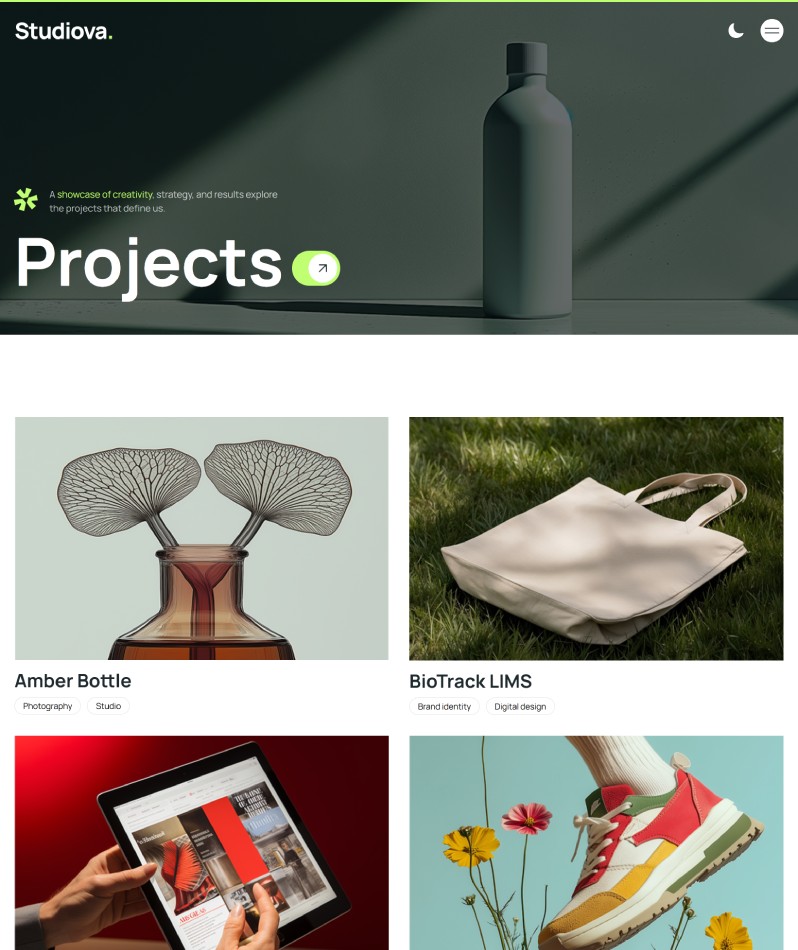 Studiova.
A showcase of creativity, strategy, and results explore
the projects that define us.
Projects
Amber Bottle
BioTrack LIMS
Photography
Studio
Brand identity
Digital design